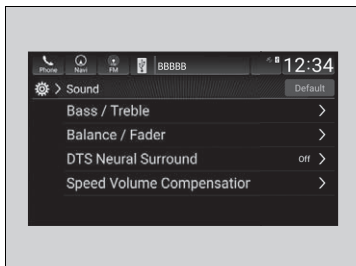 Phone Navi FM BBBBB 12:34
Sound Default
Bass / Treble
Balance / Fader
DTS Neural Surround Off
Speed Volume Compensatior